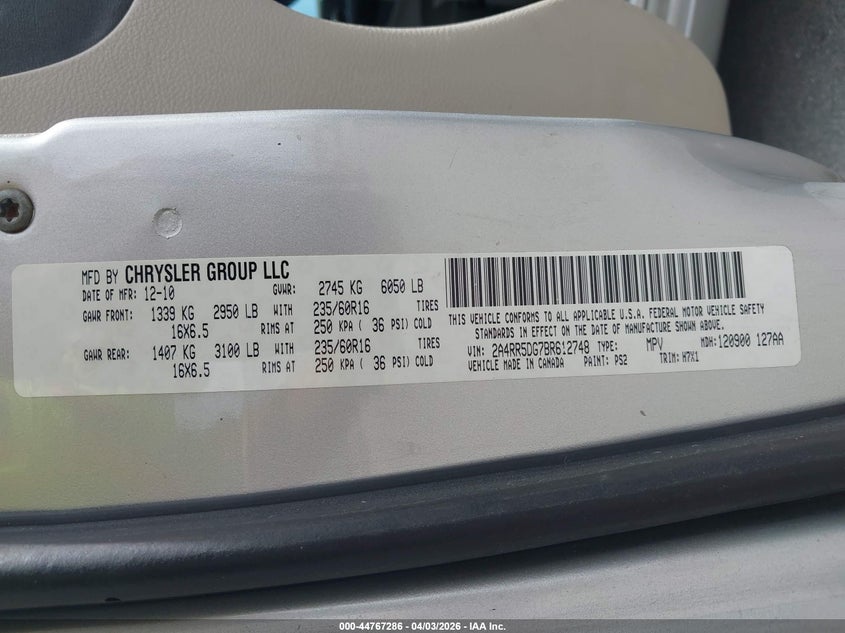 MFD BY CHRYSLER GROUP LLC
DATE OF MFR: 12-10 GVWR: 2745 KG 6050 LB
GAWR FRONT: 1339 KG 2950 LB WITH 235/60R16 TIRES
16X6.5 RIMS AT 250 KPA ( 36 PSI) COLD
GAWR REAR: 1407 KG 3100 LB WITH 235/60R16 TIRES
16X6.5 RIMS AT 250 KPA ( 36 PSI) COLD
THIS VEHICLE CONFORMS TO ALL APPLICABLE U.S.A. FEDERAL MOTOR VEHICLE SAFETY
STANDARDS IN EFFECT ON THE DATE OF MANUFACTURE SHOWN ABOVE.
VIN: 2A4RR5DG7BR612748 TYPE: MPV MDH: 120900 127AA
VEHICLE MADE IN CANADA PAINT: PS2 TRIM: H7X1
000-44767286 - 04/03/2026 - IAA Inc.